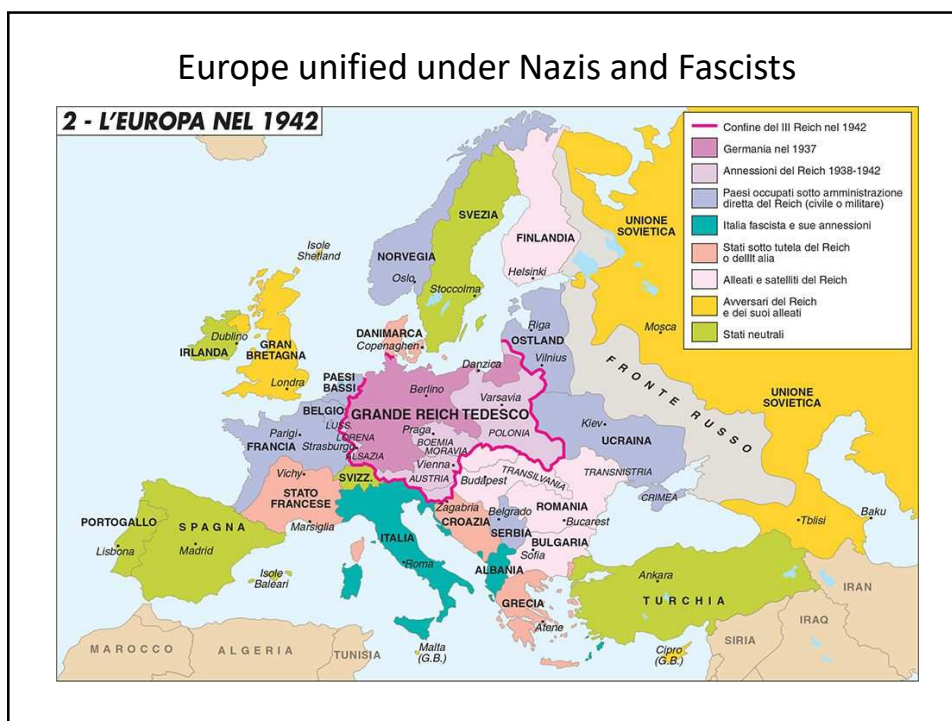 Europe unified under Nazis and Fascists
2 - L'EUROPA NEL 1942
Confine del III Reich nel 1942
Germania nel 1937
Annessioni del Reich 1938-1942
Paesi occupati sotto amministrazione
diretta del Reich (civile o militare)
Italia fascista e sue annessioni
Stati sotto tutela del Reich
o dellIt alia
Alleati e satelliti del Reich
Avversari del Reich
e dei suoi alleati
Stati neutrali
Isole
Shetland
NORVEGIA
Oslo
SVEZIA
Stoccolma
FINLANDIA
Helsinki
UNIONE
SOVIETICA
Mosca
Dublino
IRLANDA
GRAN
BRETAGNA
Londra
DANIMARCA
Copenaghen
Riga
OSTLAND
Vilnius
Danzica
PAESI
BASSI
BELGIO
LUSS.
LORENA
ALSAZIA
Strasburgo
Berlino
GRANDE REICH TEDESCO
Varsavia
POLONIA
Praga
BOEMIA
MORAVIA
Vienna
AUSTRIA
FRONTE RUSSO
UNIONE
SOVIETICA
Kiev
UCRAINA
Parigi
FRANCIA
Vichy
STATO
FRANCESE
Marsiglia
SVIZZ.
Budapest
TRANSILVANIA
TRANSNISTRIA
CRIMEA
ROMANIA
Bucarest
Zagabria
CROAZIA
Belgrado
SERBIA
BULGARIA
Sofia
ITALIA
Roma
ALBANIA
GRECIA
Atene
PORTOGALLO
Lisbona
SPAGNA
Madrid
Isole
Baleari
Tblisi
Baku
Ankara
TURCHIA
IRAN
IRAQ
SIRIA
Cipro
(G.B.)
Malta
(G.B.)
MAROCCO
ALGERIA
TUNISIA